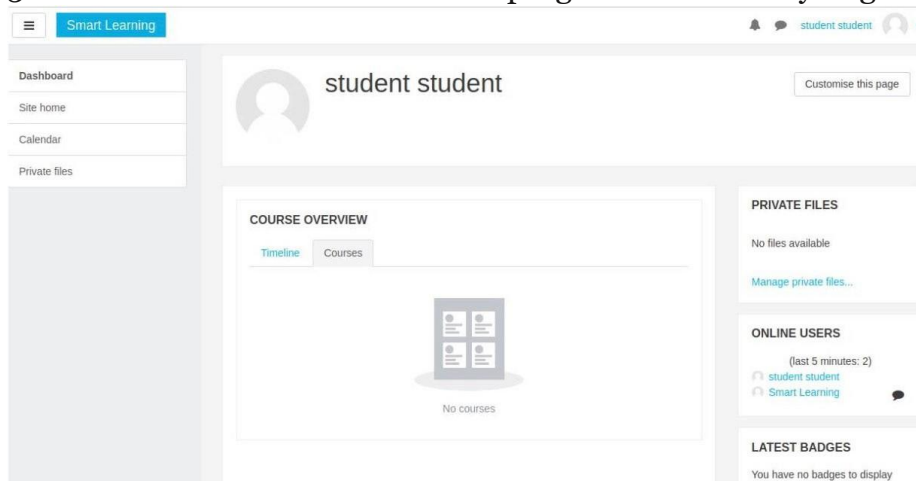 Smart Learning
student student
Dashboard
Site home
Calendar
Private files
student student
Customise this page
COURSE OVERVIEW
Timeline Courses
No courses
PRIVATE FILES
No files available
Manage private files...
ONLINE USERS
(last 5 minutes: 2)
student student
Smart Learning
LATEST BADGES
You have no badges to display